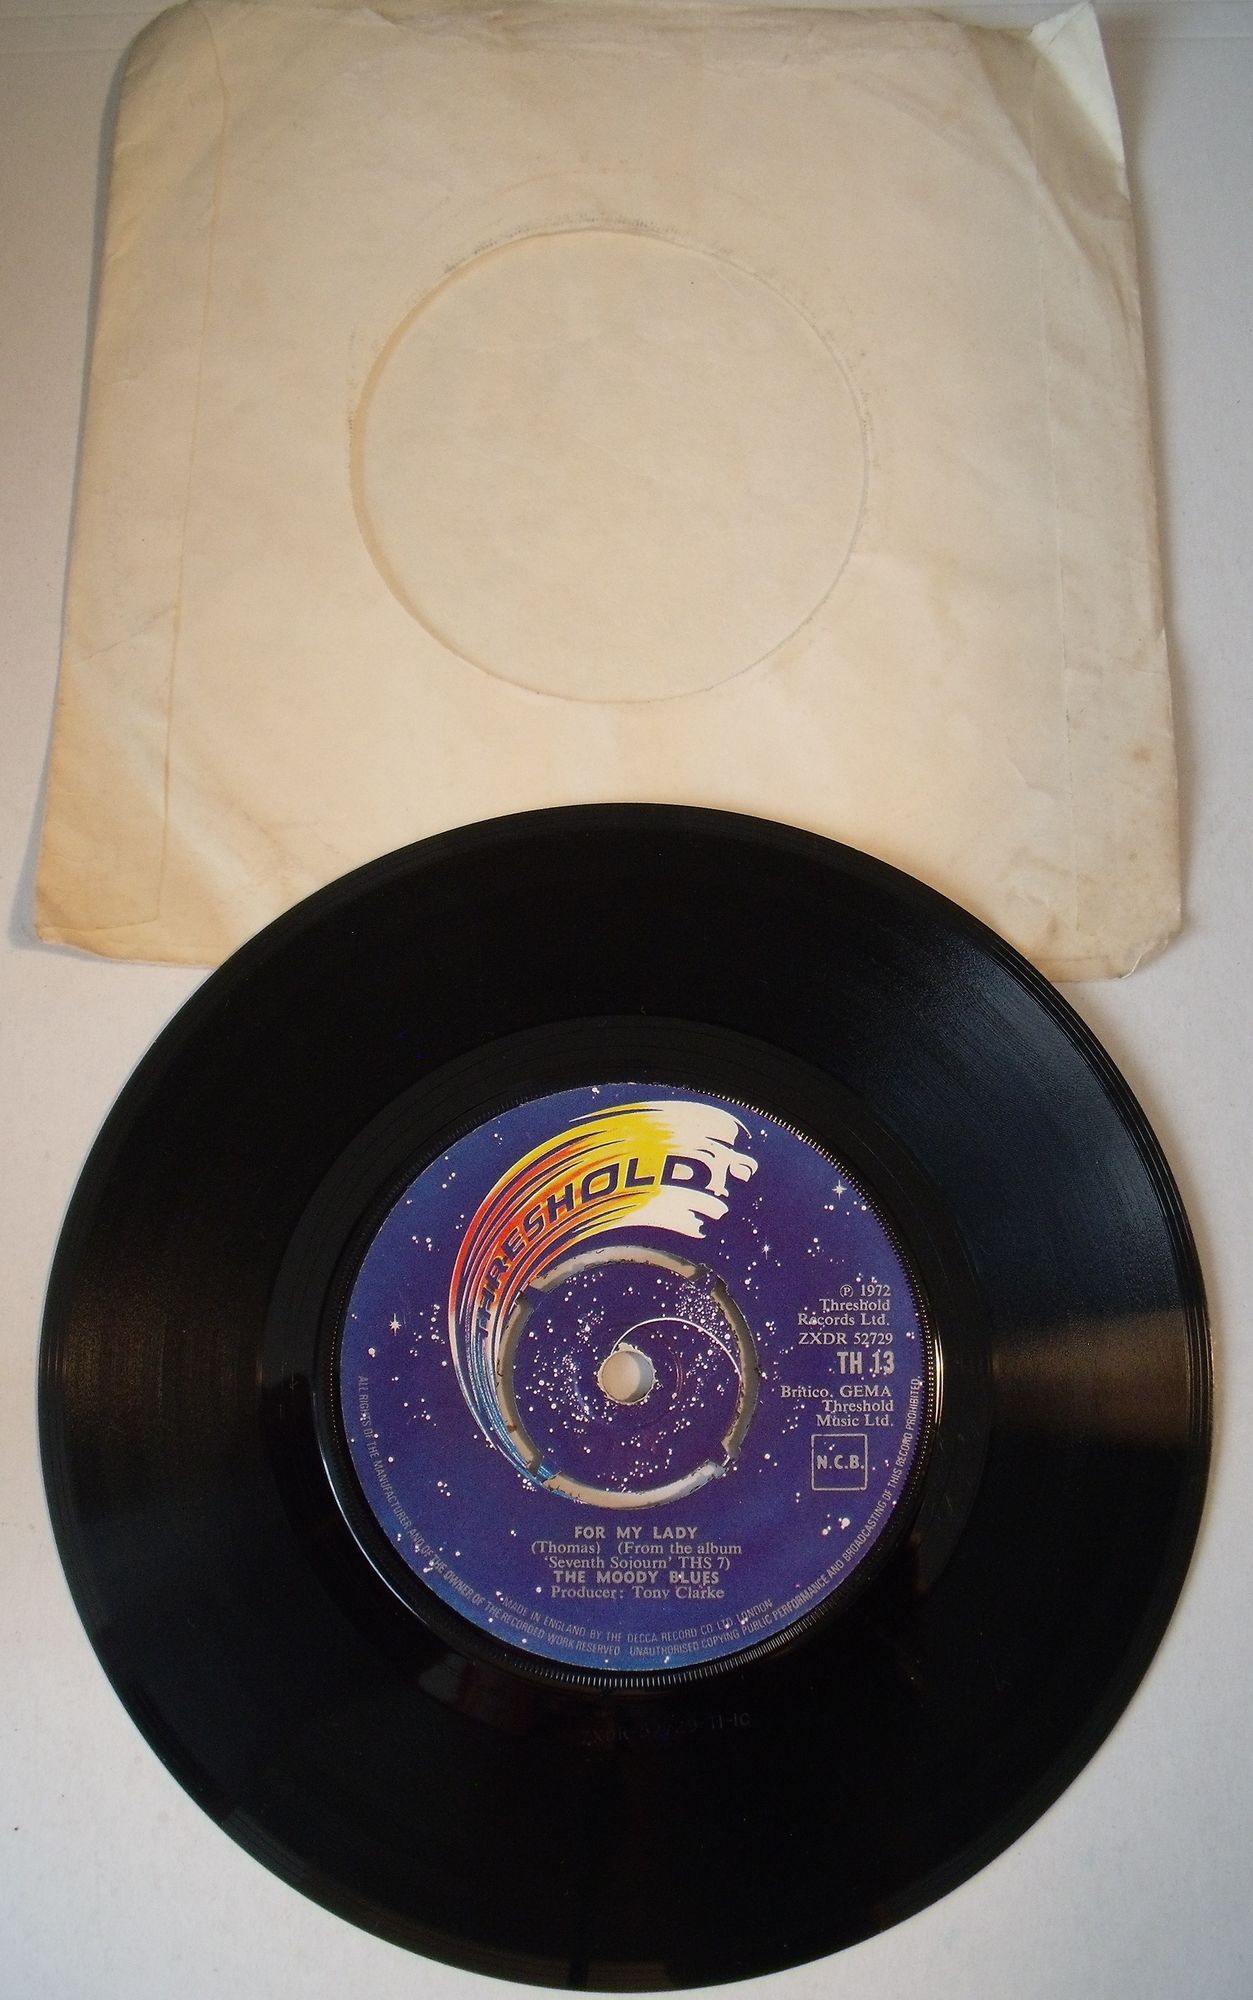 THRESHOLD
℗ 1972
Threshold
Records Ltd.
ZXDR 52729
TH 13
Britico, GEMA
Threshold
Music Ltd.
N.C.B.
FOR MY LADY
(Thomas) (From the album
'Seventh Sojourn' THS 7)
THE MOODY BLUES
Producer: Tony Clarke
MADE IN ENGLAND BY THE DECCA RECORD CO LTD LONDON
ALL RIGHTS OF THE MANUFACTURER AND OF THE OWNER OF THE RECORDED WORK RESERVED UNAUTHORISED COPYING PUBLIC PERFORMANCE AND BROADCASTING OF THIS RECORD PROHIBITED
ZXDR-52729